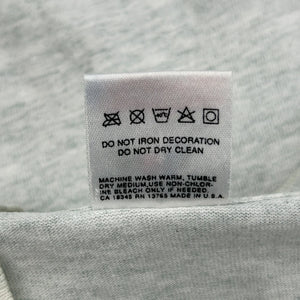 DO NOT IRON DECORATION
DO NOT DRY CLEAN
MACHINE WASH WARM, TUMBLE
DRY MEDIUM, USE NON-CHLOR-
INE BLEACH ONLY IF NEEDED
CA 18345 RN 13765 MADE IN U.S.A.